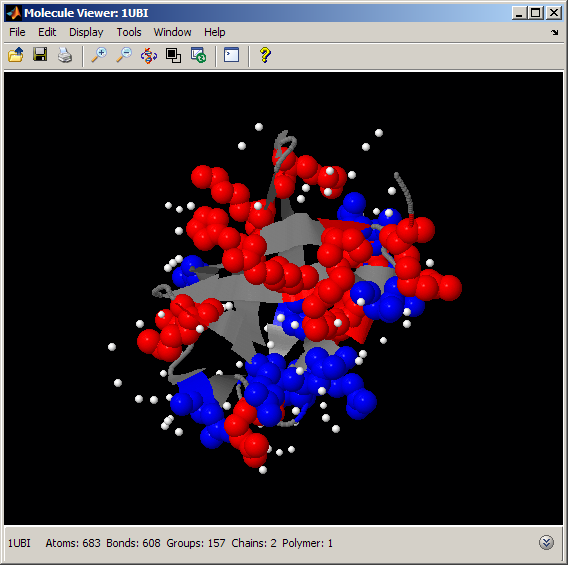 Molecule Viewer: 1UBI
File Edit Display Tools Window Help
1UBI Atoms: 683 Bonds: 608 Groups: 157 Chains: 2 Polymer: 1